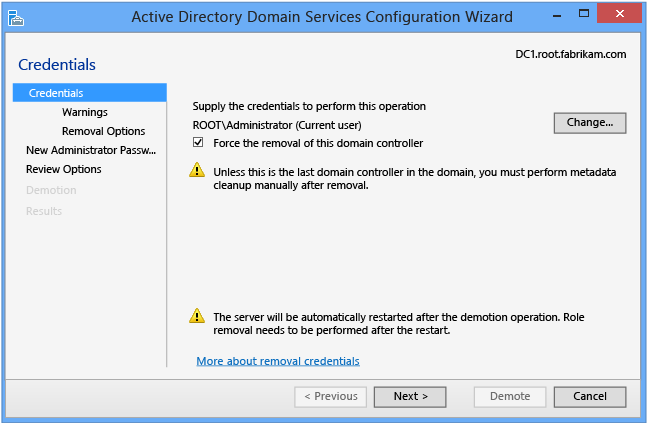 Active Directory Domain Services Configuration Wizard
DC1.root.fabrikam.com
Credentials
Credentials
Warnings
Removal Options
New Administrator Passw...
Review Options
Demotion
Results
Supply the credentials to perform this operation
ROOT\Administrator (Current user)
Change...
Force the removal of this domain controller
Unless this is the last domain controller in the domain, you must perform metadata
cleanup manually after removal.
The server will be automatically restarted after the demotion operation. Role
removal needs to be performed after the restart.
More about removal credentials
< Previous
Next >
Demote
Cancel